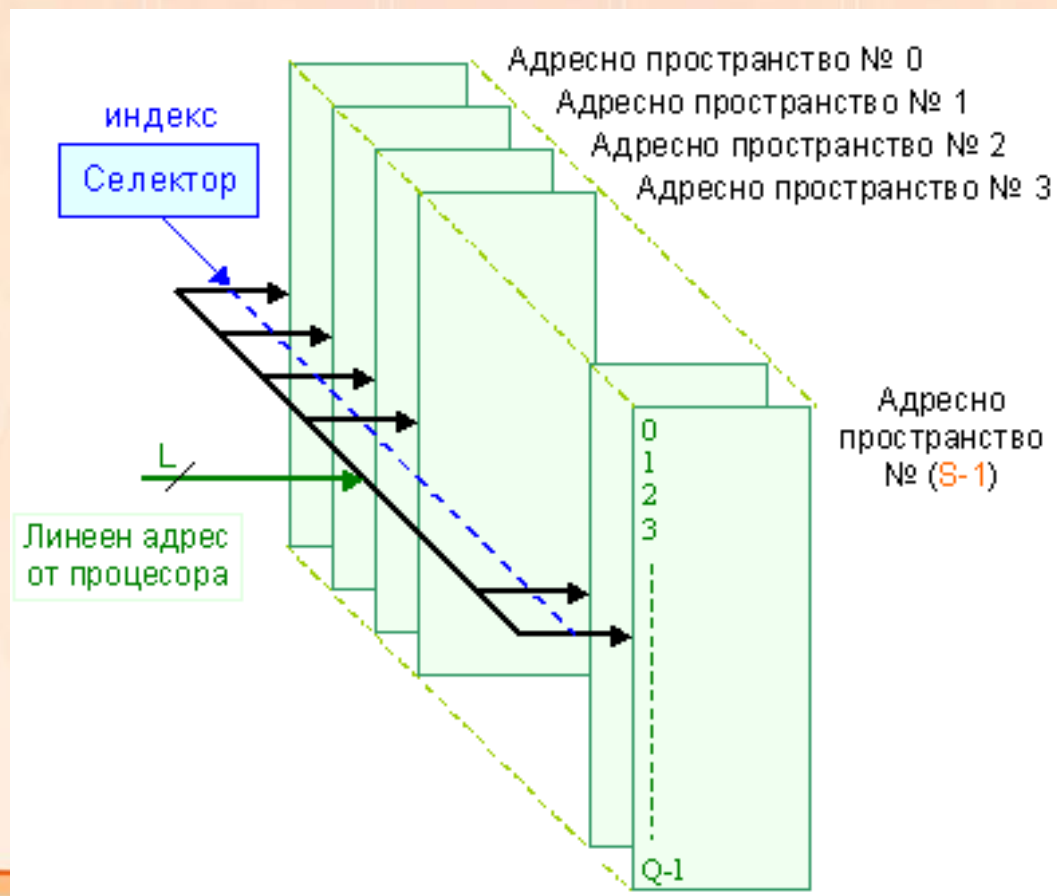 Адресно пространство № 0
Адресно пространство № 1
Адресно пространство № 2
Адресно пространство № 3
индекс
Селектор
Адресно
пространство
№ (S-1)
L
Линеен адрес
от процесора
0
1
2
3
Q-1